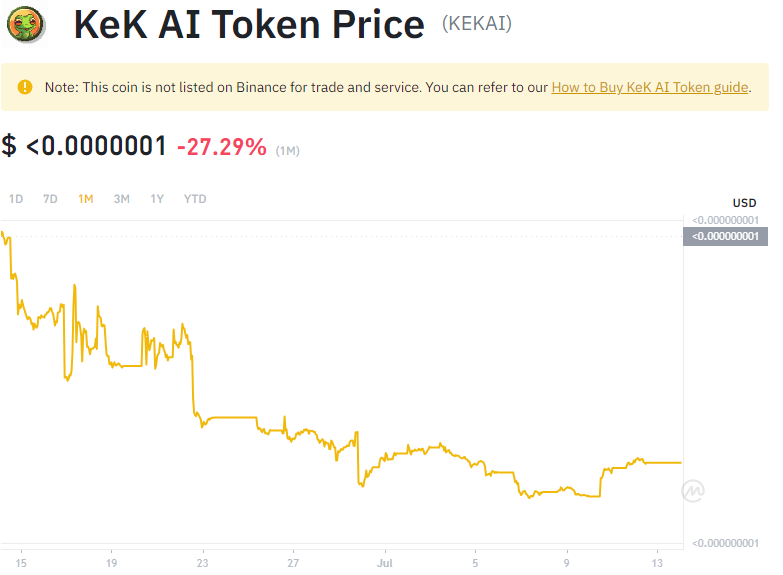 KeK AI Token Price (KEKAI)
Note: This coin is not listed on Binance for trade and service. You can refer to our How to Buy KeK AI Token guide.
$ <0.0000001 -27.29% (1M)
1D 7D 1M 3M 1Y YTD
USD
<0.000000001
<0.000000001
<0.000000001
15 19 23 27 Jul 5 9 13